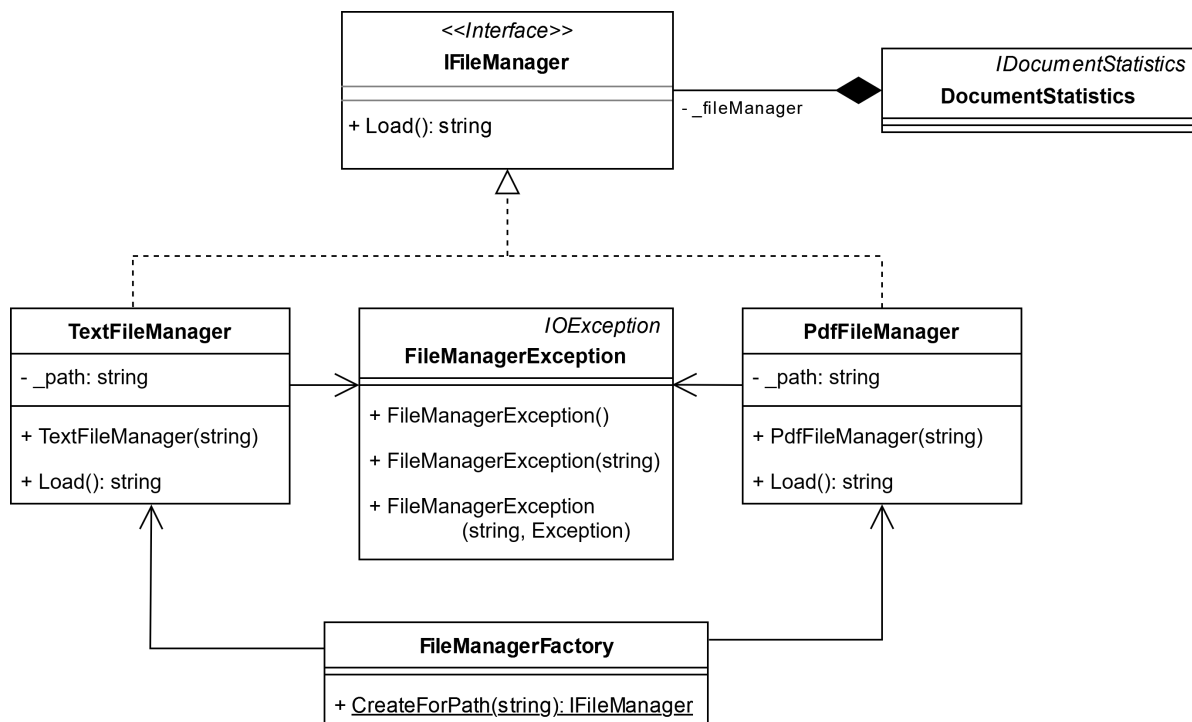 <<Interface>>
IFileManager
+ Load(): string
- _fileManager
IDocumentStatistics
DocumentStatistics
TextFileManager
- _path: string
+ TextFileManager(string)
+ Load(): string
IOException
FileManagerException
+ FileManagerException()
+ FileManagerException(string)
+ FileManagerException
(string, Exception)
PdfFileManager
- _path: string
+ PdfFileManager(string)
+ Load(): string
FileManagerFactory
+ CreateForPath(string): IFileManager